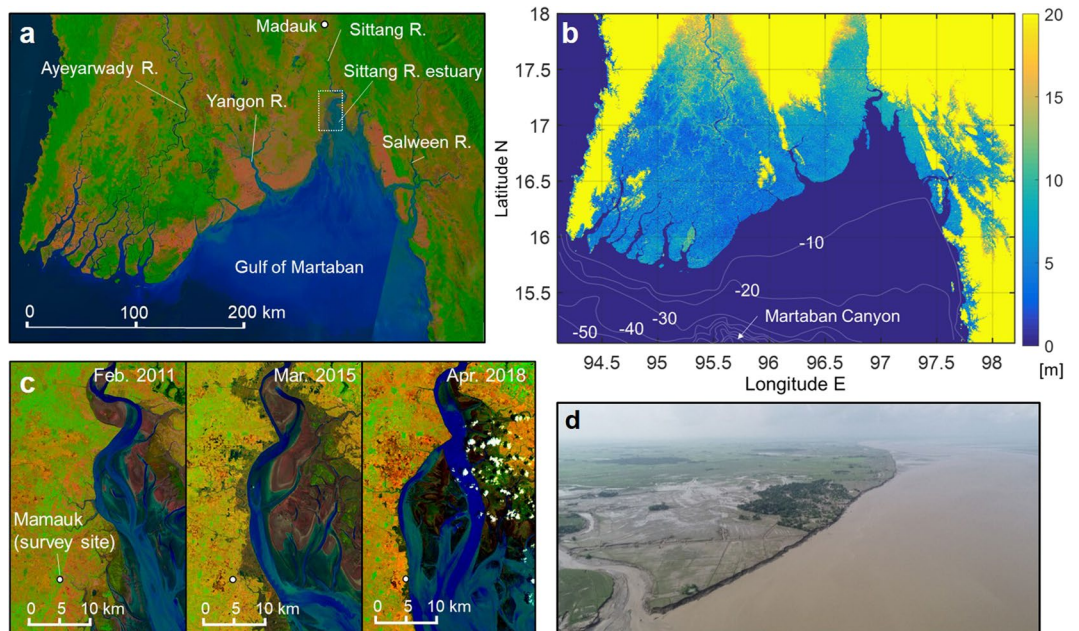 a
Madauk
Sittang R.
Ayeyarwady R.
Sittang R. estuary
Yangon R.
Salween R.
Gulf of Martaban
0 100 200 km
b
Latitude N
18
17.5
17
16.5
16
15.5
-10
-20
-30
-40
-50
Martaban Canyon
94.5 95 95.5 96 96.5 97 97.5 98
Longitude E
20
15
10
5
0
[m]
c
Feb. 2011
Mar. 2015
Apr. 2018
Mamauk
(survey site)
0 5 10 km
0 5 10 km
0 5 10 km
d